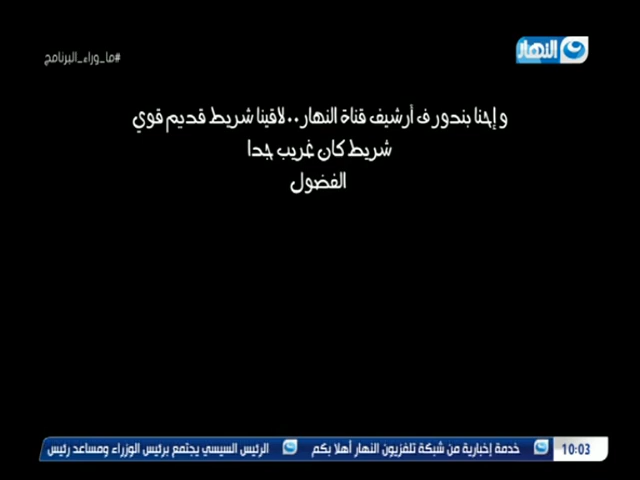 #ما_وراء_البرنامج
النهار
و إحنا بندور ف أرشيف قناة النهار..لاقينا شريط قديم قوي
شريط كان غريب جدا
الفضول
10:03
خدمة إخبارية من شبكة تلفزيون النهار أهلا بكم
الرئيس السيسي يجتمع برئيس الوزراء ومساعد رئيس